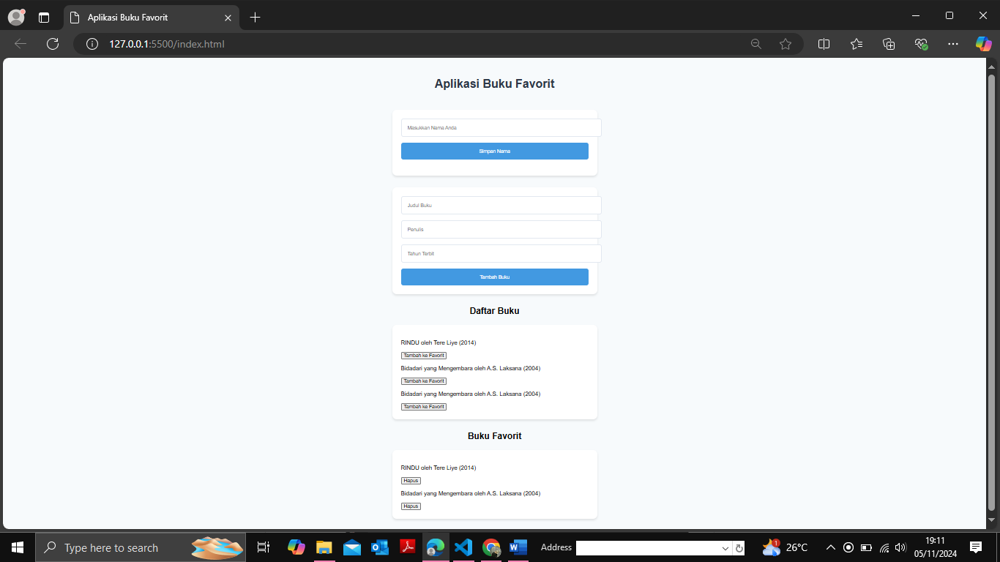 Aplikasi Buku Favorit
127.0.0.1:5500/index.html
Aplikasi Buku Favorit
Masukkan Nama Anda
Simpan Nama
Judul Buku
Penulis
Tahun Terbit
Tambah Buku
Daftar Buku
RINDU oleh Tere Liye (2014)
Tambah ke Favorit
Bidadari yang Mengembara oleh A.S. Laksana (2004)
Tambah ke Favorit
Bidadari yang Mengembara oleh A.S. Laksana (2004)
Tambah ke Favorit
Buku Favorit
RINDU oleh Tere Liye (2014)
Hapus
Bidadari yang Mengembara oleh A.S. Laksana (2004)
Hapus
Type here to search
Address
1
26°C
19:11
05/11/2024